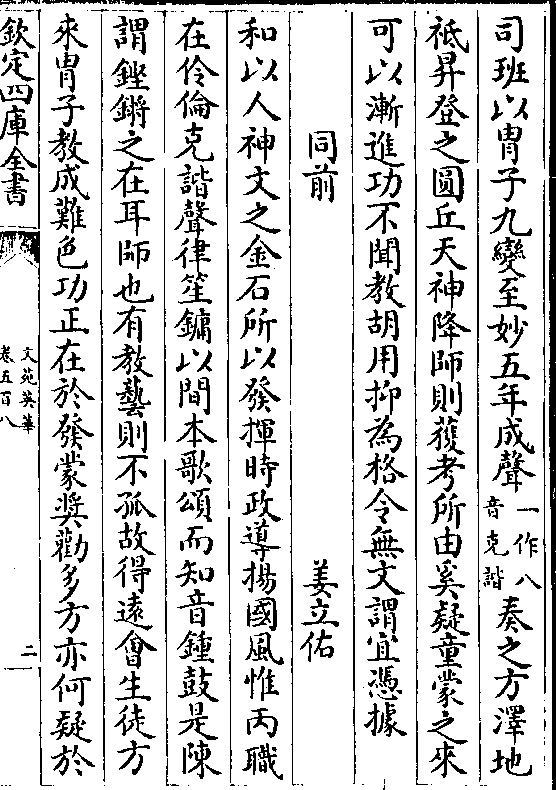 司班以胄子九變至妙五年成聲一作八音克諧奏之方澤地
祗昇登之圓丘天神降師則獲考所由奚疑童蒙之來
可以漸進功不聞教胡用抑為格令無文謂宜憑據
同前 姜立佑
和以人神文之金石所以發揮時政導揚國風惟丙職
在伶倫克諧聲律笙鏞以間本歌頌而知音鍾鼓是陳
謂鏗鏘之在耳師也有教藝則不孤故得遠會生徒方
來胄子教成難色功正在於發蒙奬勸多方亦何疑於
欽定四庫全書
文苑英華
卷五百八
二